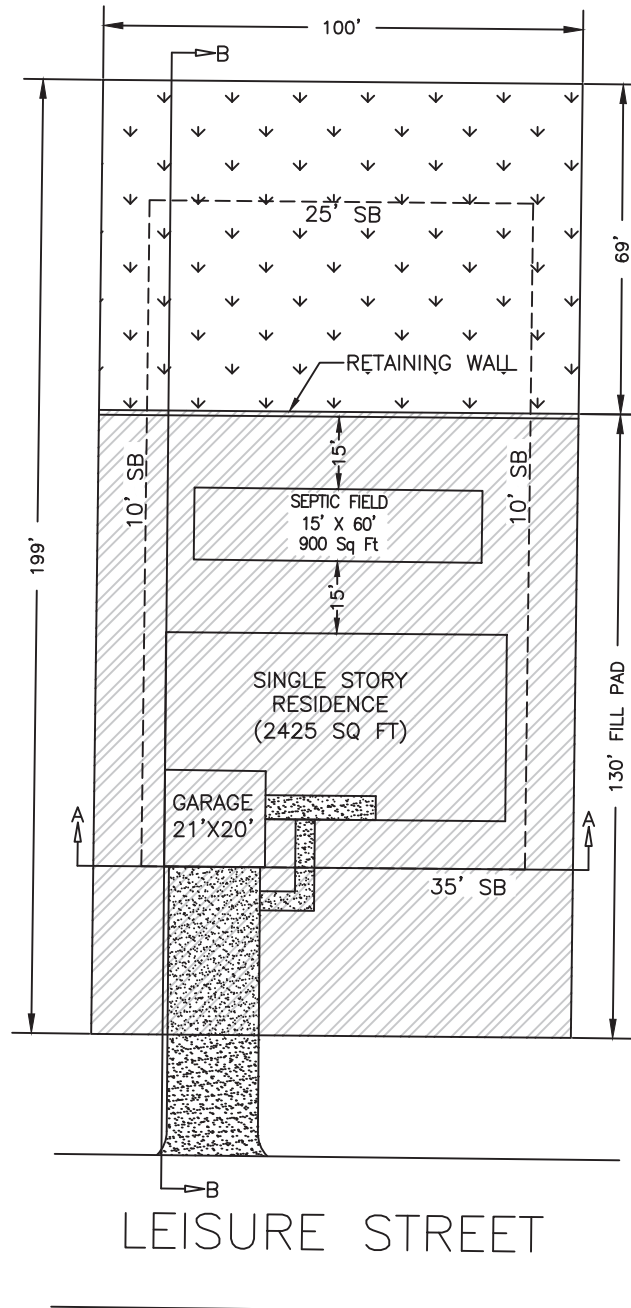 100'
B
25' SB
69'
RETAINING WALL
15'
10' SB
10' SB
SEPTIC FIELD
15' X 60'
900 Sq Ft
199'
15'
SINGLE STORY
RESIDENCE
(2425 SQ FT)
130' FILL PAD
GARAGE
21'X20'
A
A
35' SB
B
LEISURE STREET